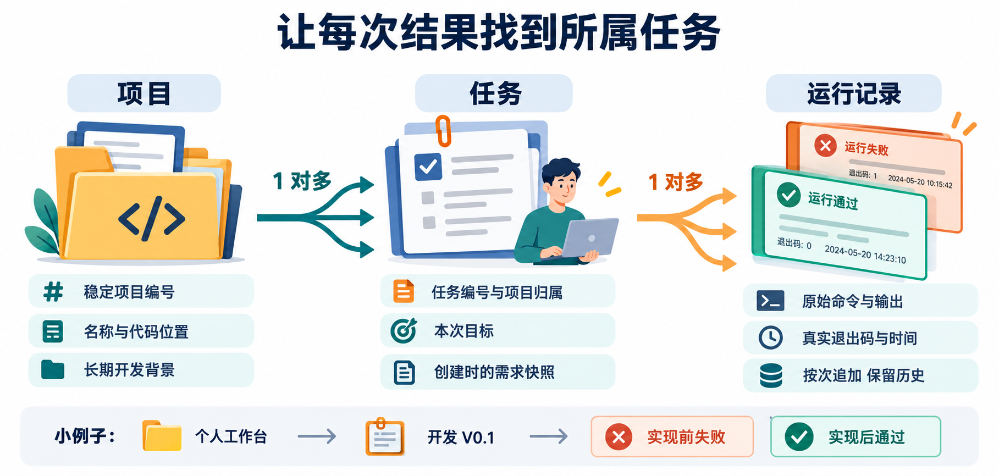 让每次结果找到所属任务
项目
任务
运行记录
1 对多
1 对多
运行失败
退出码: 1 2024-05-20 10:15:42
运行通过
退出码: 0 2024-05-20 14:23:10
稳定项目编号
名称与代码位置
长期开发背景
任务编号与项目归属
本次目标
创建时的需求快照
原始命令与输出
真实退出码与时间
按次追加 保留历史
小例子：
个人工作台
开发 V0.1
实现前失败
实现后通过